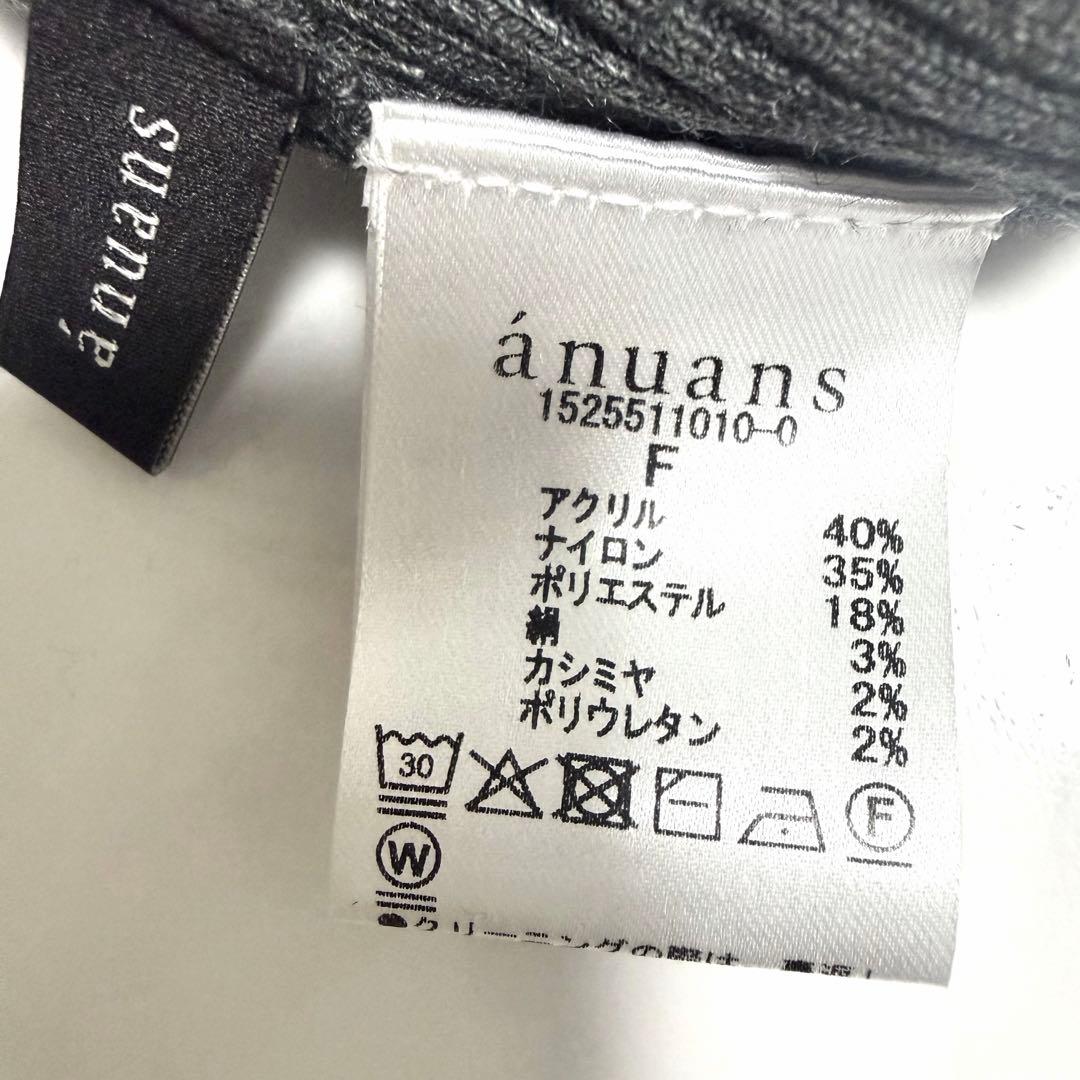 ánuans
ánuans
1525511010-0
F
アクリル 40%
ナイロン 35%
ポリエステル 18%
絹 3%
カシミヤ 2%
ポリウレタン 2%
30
F
W